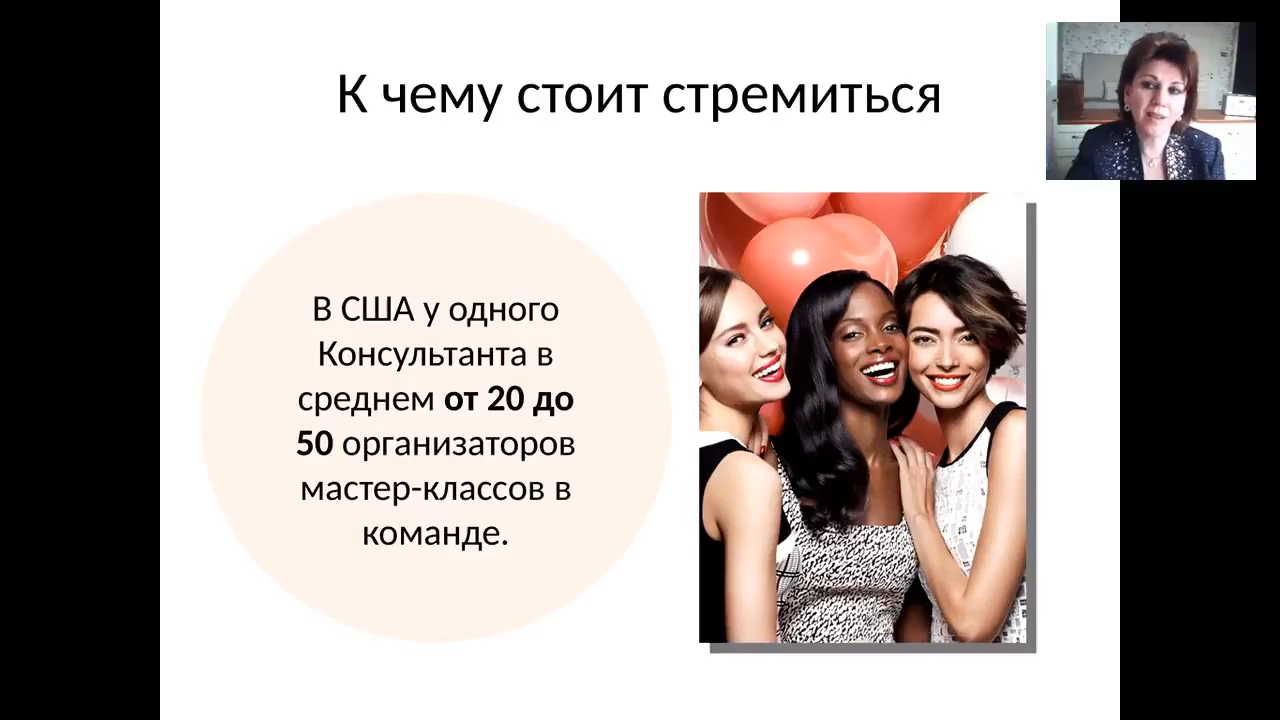 К чему стоит стремиться
В США у одного
Консультанта в
среднем от 20 до
50 организаторов
мастер-классов в
команде.